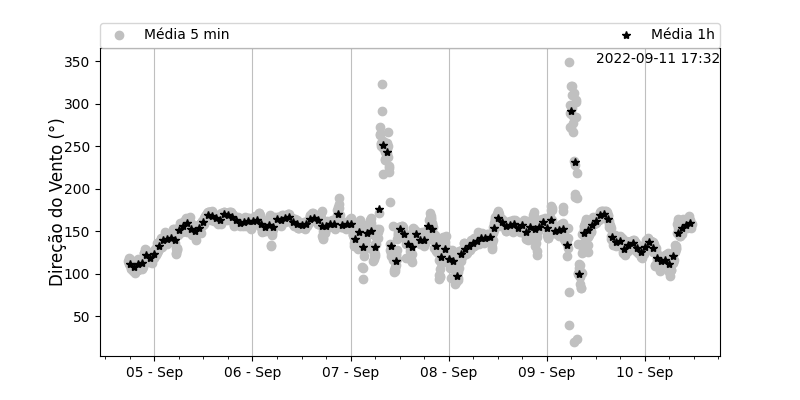 Média 5 min
Média 1h
2022-09-11 17:32
Direção do Vento (°)
350
300
250
200
150
100
50
05 - Sep
06 - Sep
07 - Sep
08 - Sep
09 - Sep
10 - Sep